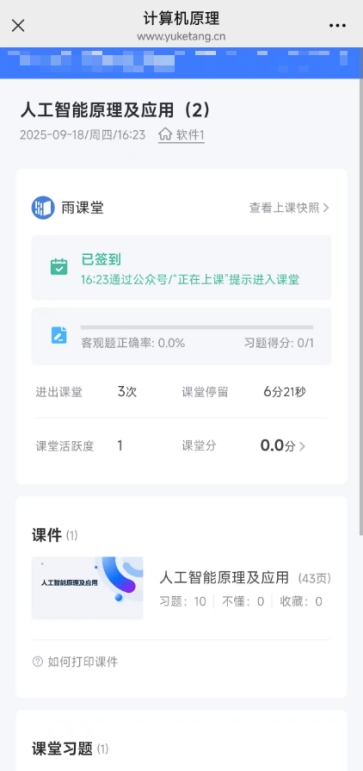 计算机原理
www.yuketang.cn
人工智能原理及应用（2）
2025-09-18/周四/16:23 软件1
雨课堂 查看上课快照
已签到
16:23通过公众号/“正在上课”提示进入课堂
客观题正确率: 0.0% 习题得分: 0/1
进出课堂 3次 课堂停留 6分21秒
课堂活跃度 1 课堂分 0.0分
课件 (1)
人工智能原理及应用
人工智能原理及应用 (43页)
习题：10 不懂：0 收藏：0
如何打印课件
课堂习题 (1)